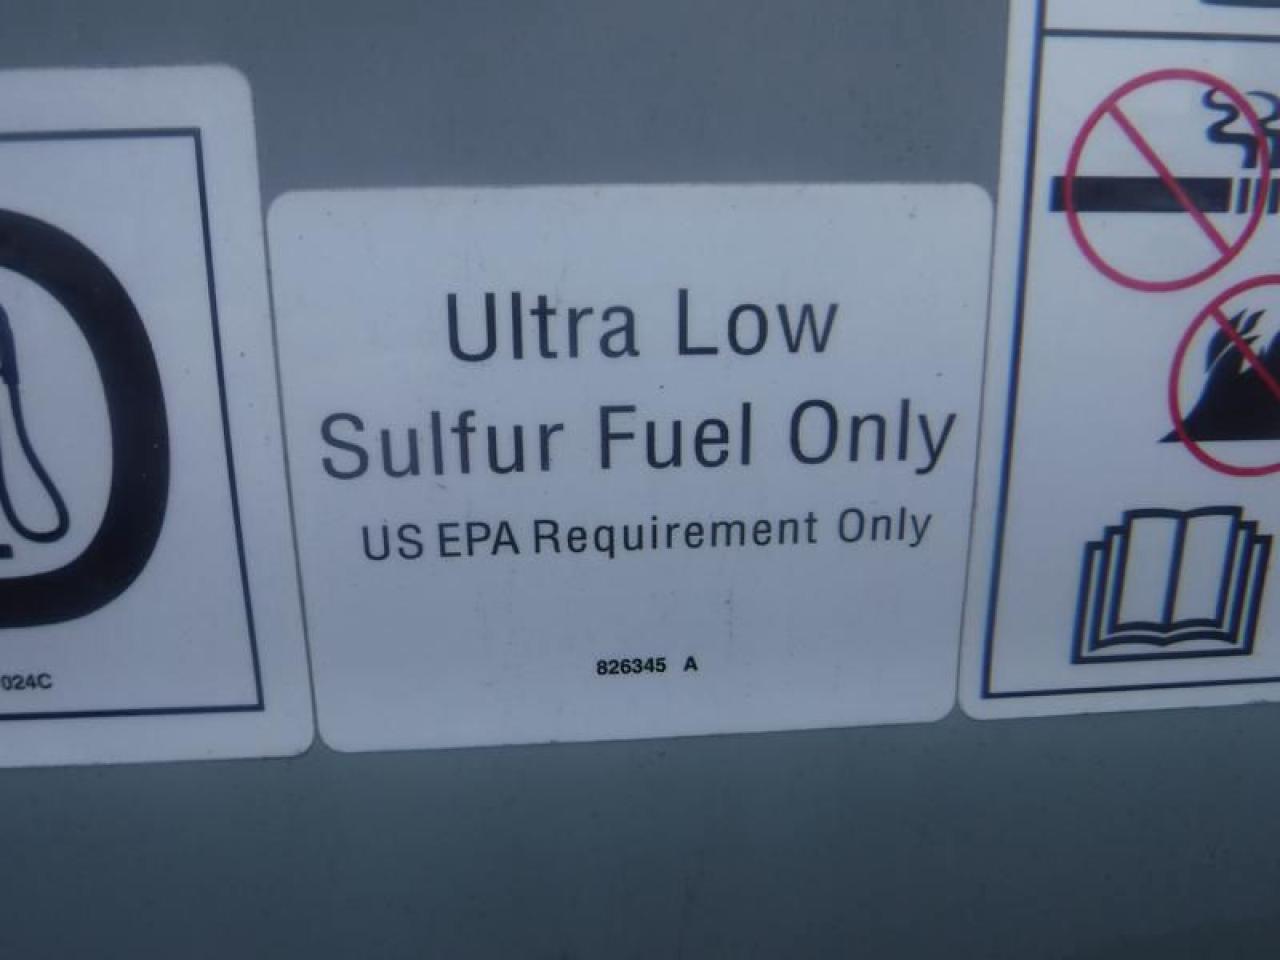 Ultra Low
Sulfur Fuel Only
US EPA Requirement Only
826345 A
024C